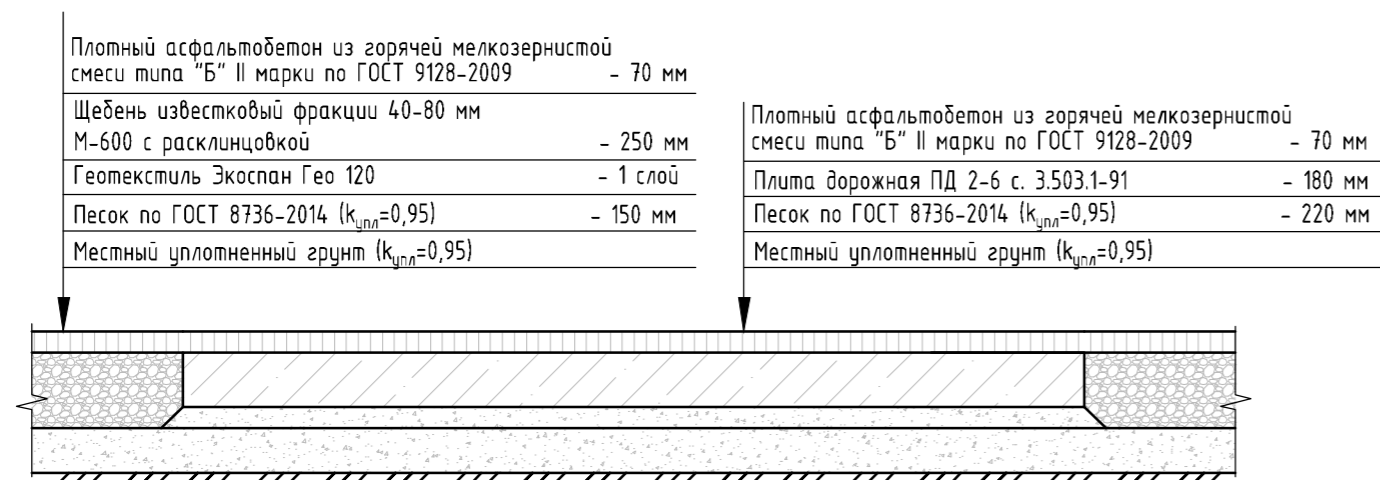 Плотный асфальтобетон из горячей мелкозернистой
смеси типа "Б" II марки по ГОСТ 9128-2009 - 70 мм
Щебень известковый фракции 40-80 мм
М-600 с расклинцовкой - 250 мм
Геотекстиль Экоспан Гео 120 - 1 слой
Песок по ГОСТ 8736-2014 (kупл=0,95) - 150 мм
Местный уплотненный грунт (kупл=0,95)
Плотный асфальтобетон из горячей мелкозернистой
смеси типа "Б" II марки по ГОСТ 9128-2009 - 70 мм
Плита дорожная ПД 2-6 с. 3.503.1-91 - 180 мм
Песок по ГОСТ 8736-2014 (kупл=0,95) - 220 мм
Местный уплотненный грунт (kупл=0,95)